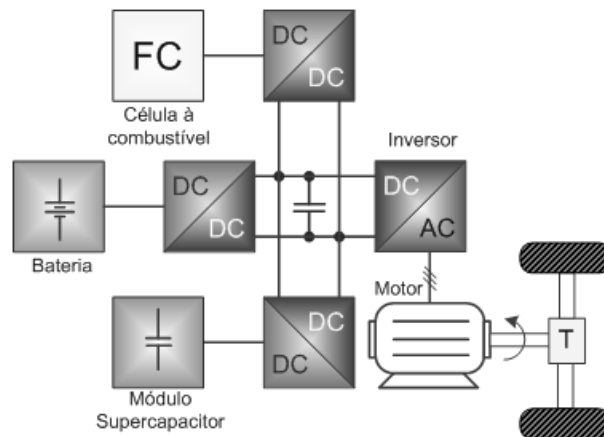 FC
DC
DC
Célula à
combustível
Inversor
DC
DC
DC
AC
Bateria
Motor
T
DC
DC
Módulo
Supercapacitor